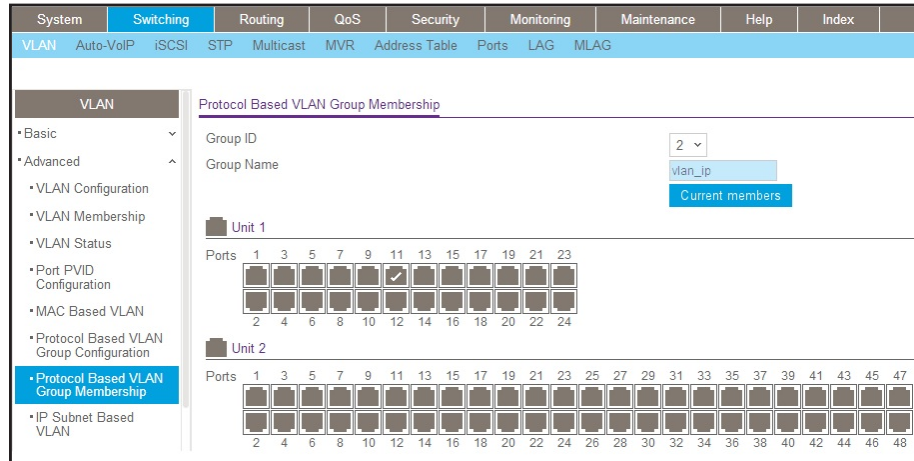 System Switching Routing QoS Security Monitoring Maintenance Help Index
VLAN Auto-VoIP iSCSI STP Multicast MVR Address Table Ports LAG MLAG
VLAN
Basic
Advanced
VLAN Configuration
VLAN Membership
VLAN Status
Port PVID
Configuration
MAC Based VLAN
Protocol Based VLAN
Group Configuration
Protocol Based VLAN
Group Membership
IP Subnet Based
VLAN
Protocol Based VLAN Group Membership
Group ID
2
Group Name
vlan_ip
Current members
Unit 1
Ports 1 3 5 7 9 11 13 15 17 19 21 23
2 4 6 8 10 12 14 16 18 20 22 24
Unit 2
Ports 1 3 5 7 9 11 13 15 17 19 21 23 25 27 29 31 33 35 37 39 41 43 45 47
2 4 6 8 10 12 14 16 18 20 22 24 26 28 30 32 34 36 38 40 42 44 46 48